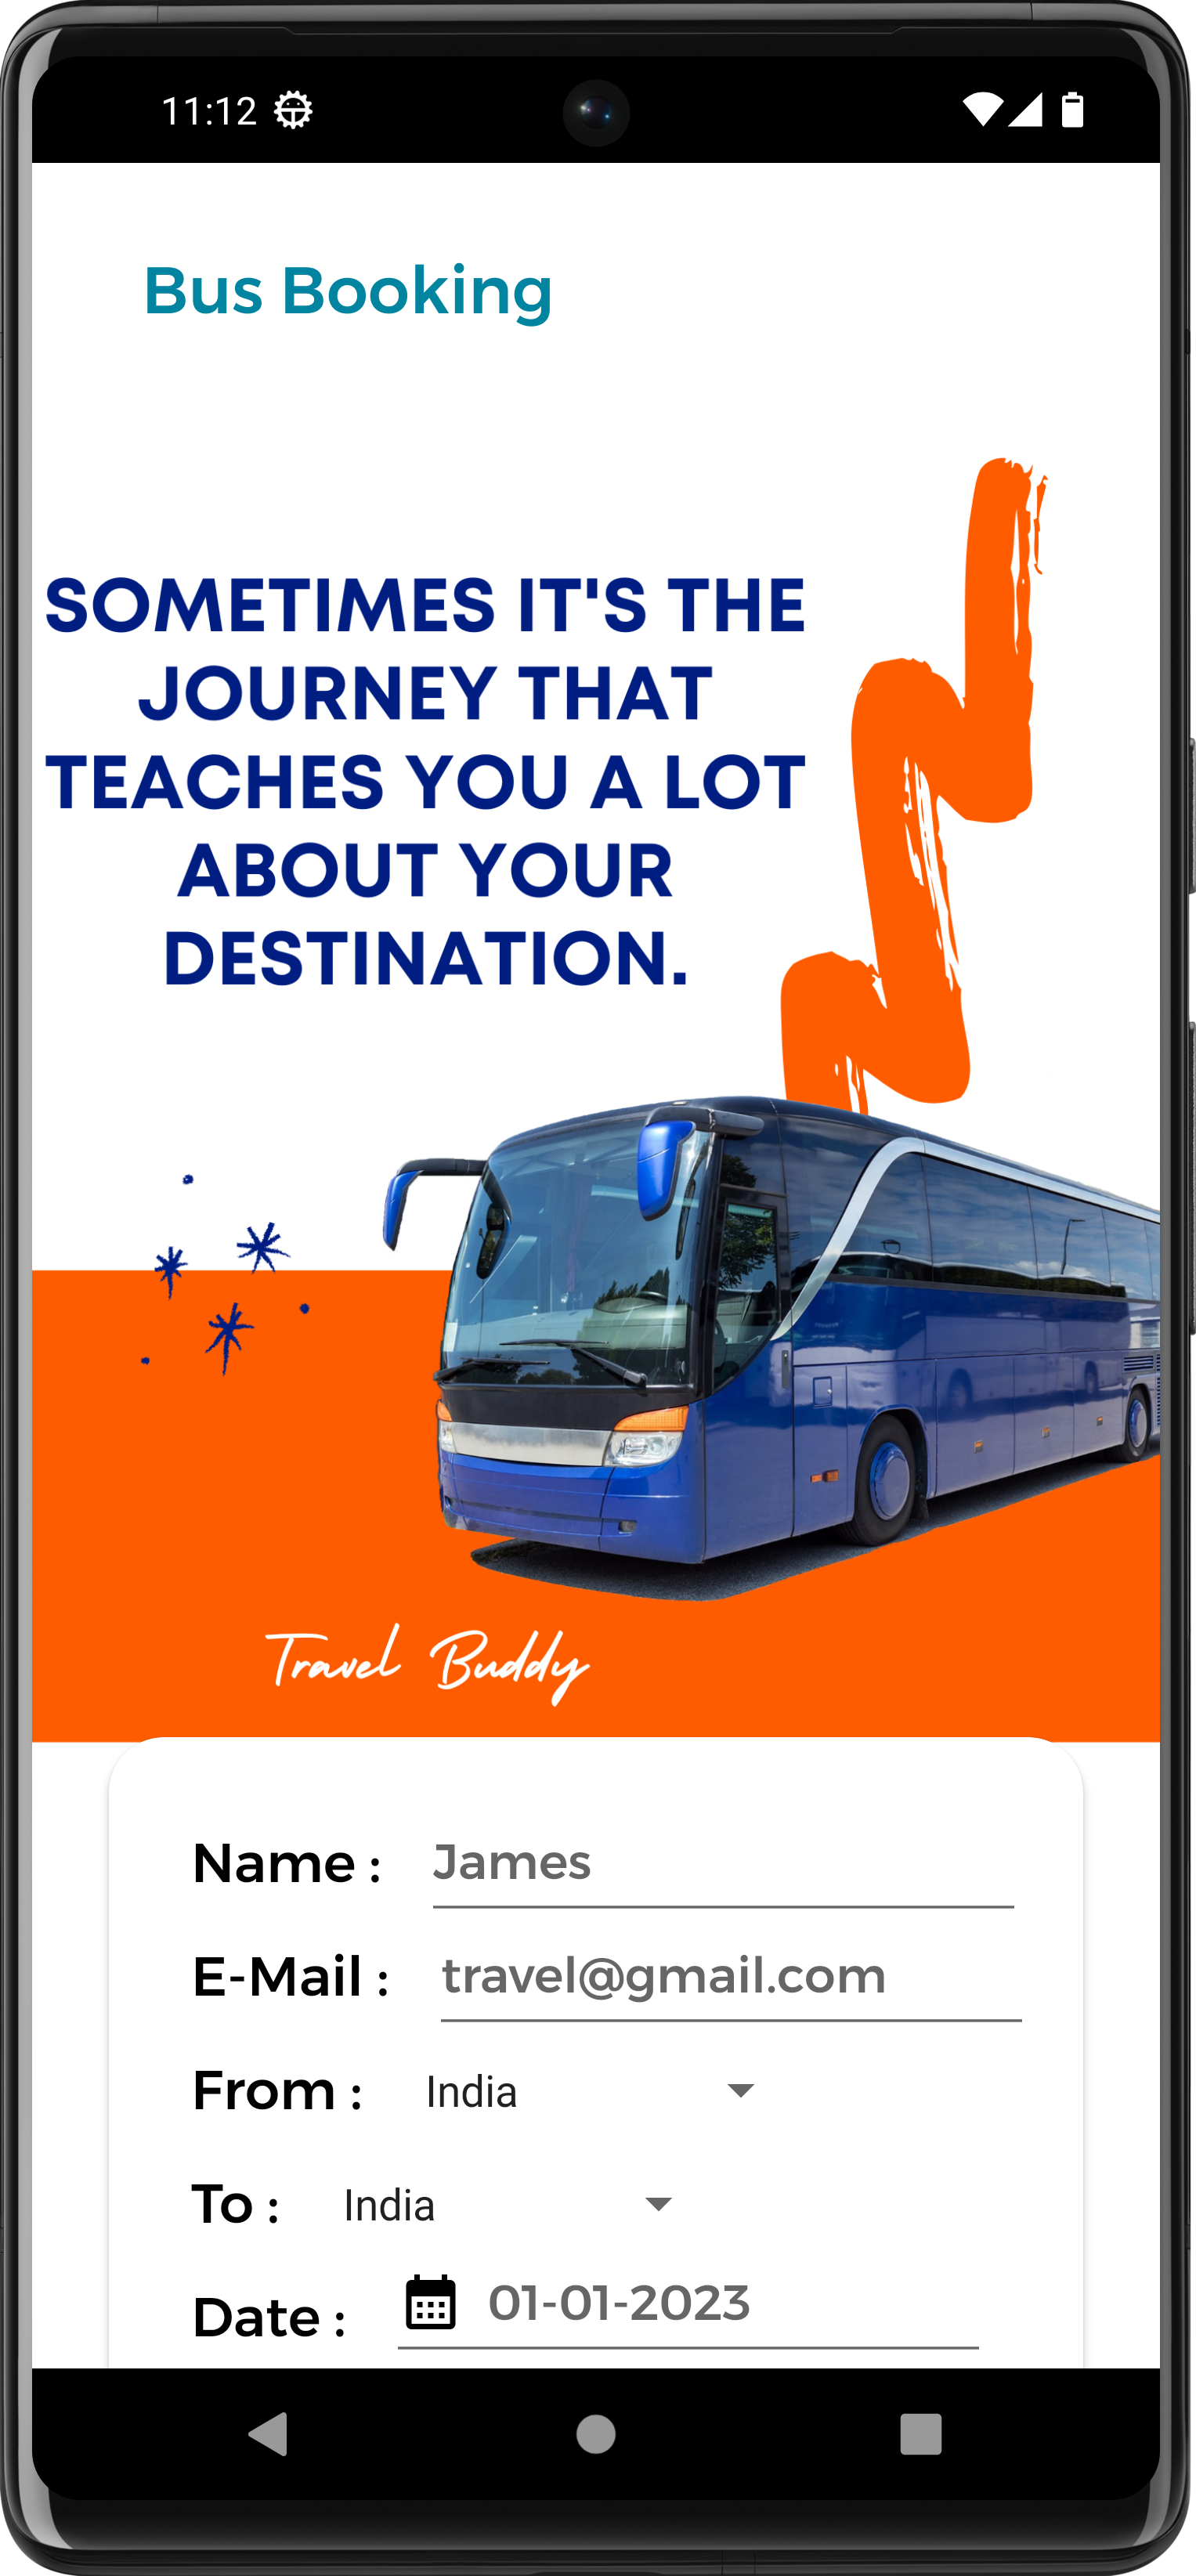 11:12
Bus Booking
SOMETIMES IT'S THE
JOURNEY THAT
TEACHES YOU A LOT
ABOUT YOUR
DESTINATION.
Travel Buddy
Name : James
E-Mail : travel@gmail.com
From : India
To : India
Date : 01-01-2023